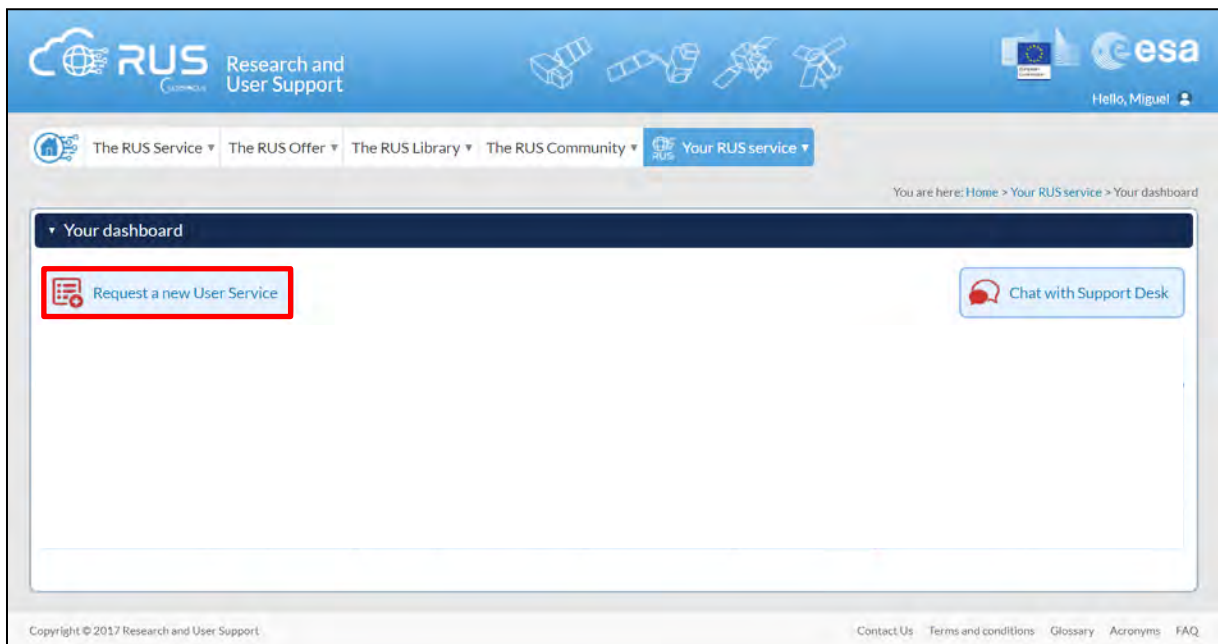 RUS
Copernicus
Research and
User Support
esa
Hello, Miguel
The RUS Service
The RUS Offer
The RUS Library
The RUS Community
RUS
Your RUS service
You are here: Home > Your RUS service > Your dashboard
Your dashboard
Request a new User Service
Chat with Support Desk
Copyright © 2017 Research and User Support
Contact Us Terms and conditions Glossary Acronyms FAQ